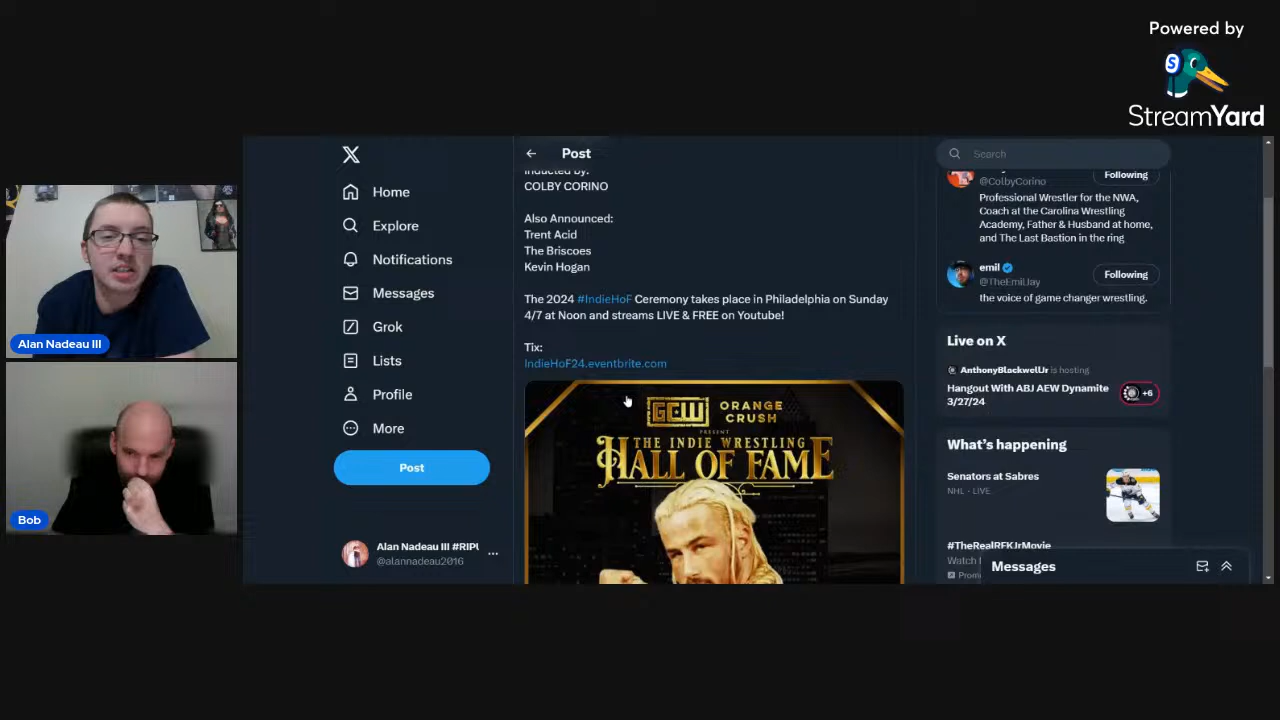 Powered by
StreamYard
Alan Nadeau III
Bob
Home
Explore
Notifications
Messages
Grok
Lists
Profile
More
Post
Alan Nadeau III #RIP
@alannadeau2016
Post
Inducted by:
COLBY CORINO
Also Announced:
Trent Acid
The Briscoes
Kevin Hogan
The 2024 #IndieHoF Ceremony takes place in Philadelphia on Sunday
4/7 at Noon and streams LIVE & FREE on Youtube!
Tix:
IndieHoF24.eventbrite.com
GCW ORANGE CRUSH
PRESENT
THE INDIE WRESTLING
HALL OF FAME
Search
@ColbyCorino
Following
Professional Wrestler for the NWA,
Coach at the Carolina Wrestling
Academy, Father & Husband at home,
and The Last Bastion in the ring
emil
@TheEmilJay
Following
the voice of game changer wrestling.
Live on X
AnthonyBlackwellJr is hosting
Hangout With ABJ AEW Dynamite
3/27/24
+6
What's happening
Senators at Sabres
NHL · LIVE
#TheRealRFKJrMovie
Watch
Promo
Messages